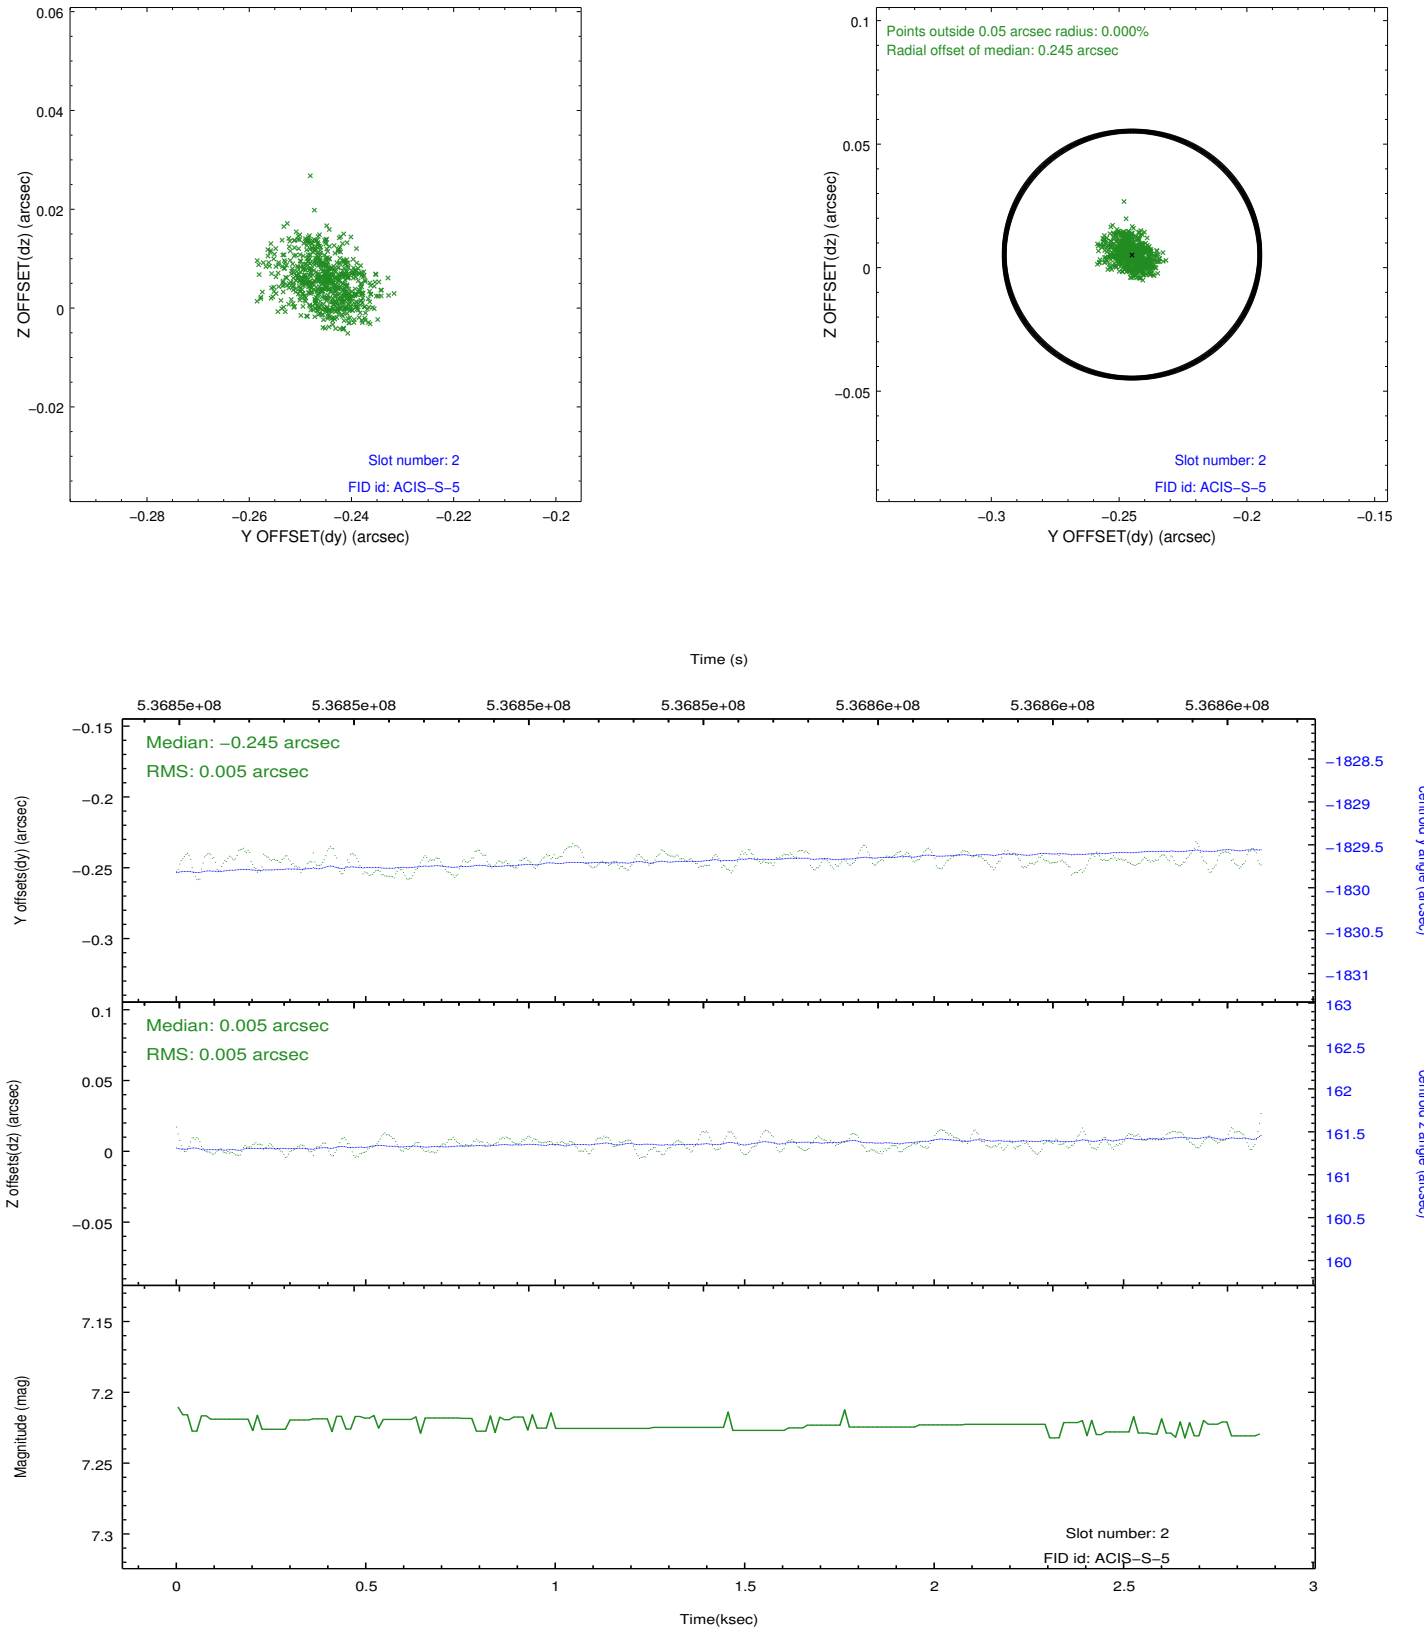 0.06
0.04
0.02
0
−0.02
Z OFFSET(dz) (arcsec)
Slot number: 2
FID id: ACIS−S−5
−0.28
−0.26
−0.24
−0.22
−0.2
Y OFFSET(dy) (arcsec)
Points outside 0.05 arcsec radius: 0.000%
Radial offset of median: 0.245 arcsec
0.1
0.05
0
−0.05
Z OFFSET(dz) (arcsec)
Slot number: 2
FID id: ACIS−S−5
−0.3
−0.25
−0.2
−0.15
Y OFFSET(dy) (arcsec)
Time (s)
5.3685e+08
5.3685e+08
5.3685e+08
5.3685e+08
5.3686e+08
5.3686e+08
5.3686e+08
Median: −0.245 arcsec
RMS: 0.005 arcsec
−0.15
−0.2
−0.25
−0.3
Y offsets(dy) (arcsec)
−1828.5
−1829
−1829.5
−1830
−1830.5
−1831
centroid y angle (arcsec)
Median: 0.005 arcsec
RMS: 0.005 arcsec
0.1
0.05
0
−0.05
Z offsets(dz) (arcsec)
163
162.5
162
161.5
161
160.5
160
centroid z angle (arcsec)
7.15
7.2
7.25
7.3
Magnitude (mag)
Slot number: 2
FID id: ACIS−S−5
0
0.5
1
1.5
2
2.5
3
Time(ksec)